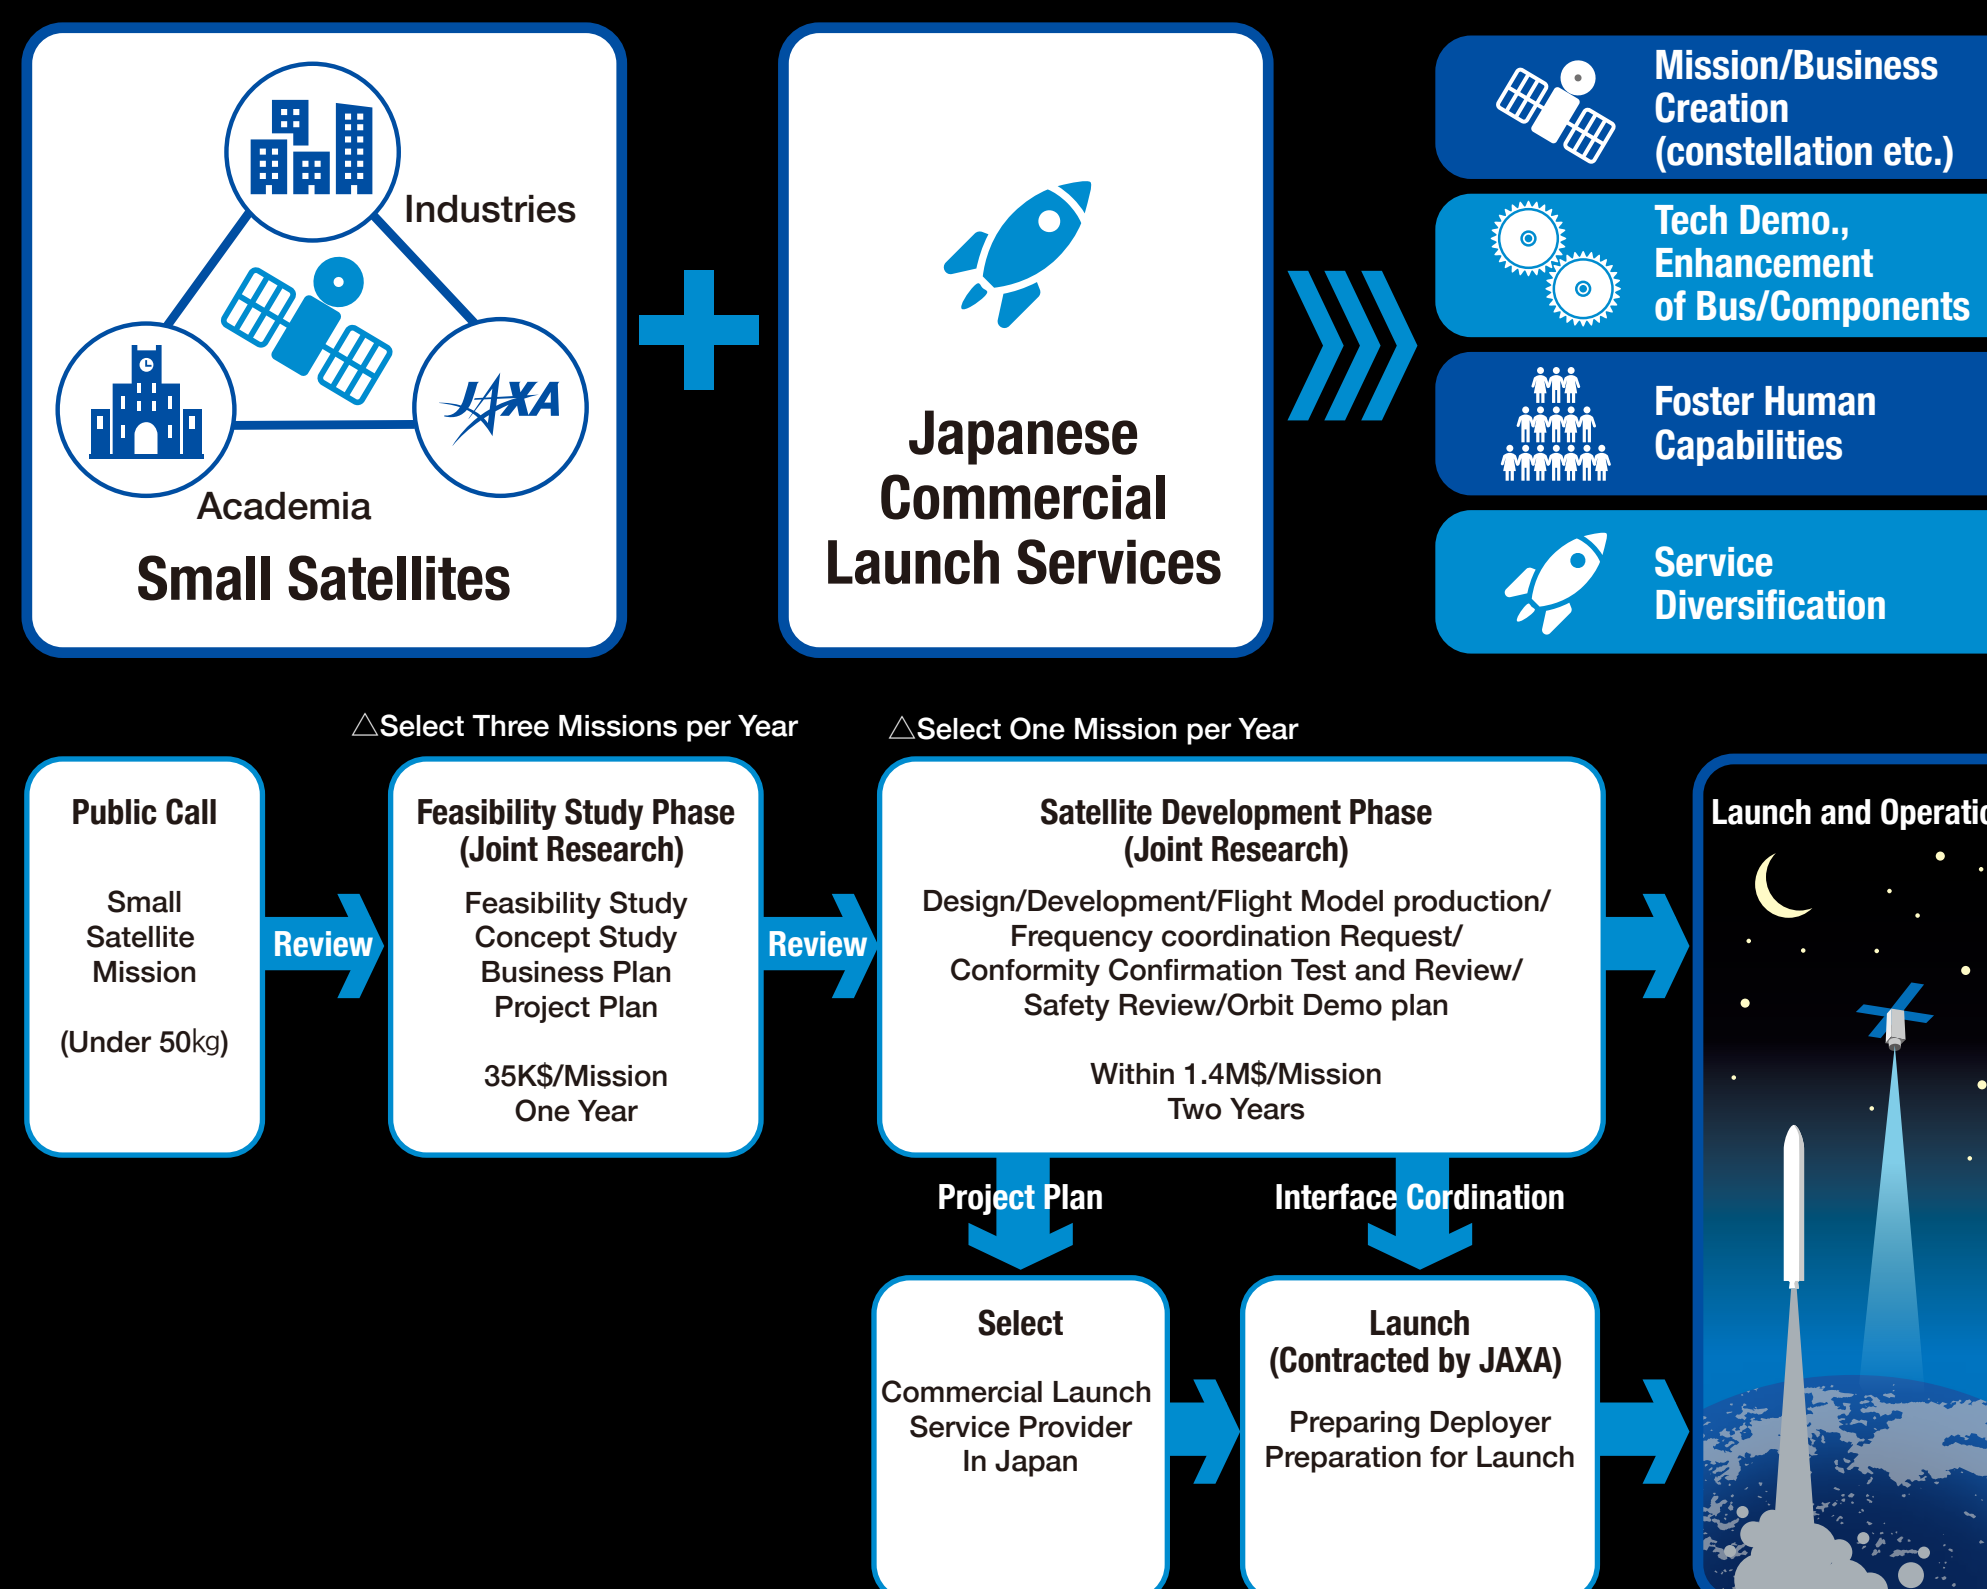 Industries
JAXA
Academia
Small Satellites
Japanese
Commercial
Launch Services
Mission/Business
Creation
(constellation etc.)
Tech Demo.,
Enhancement
of Bus/Components
Foster Human
Capabilities
Service
Diversification
△Select Three Missions per Year
△Select One Mission per Year
Public Call
Small
Satellite
Mission
(Under 50kg)
Review
Feasibility Study Phase
(Joint Research)
Feasibility Study
Concept Study
Business Plan
Project Plan
35K$/Mission
One Year
Review
Satellite Development Phase
(Joint Research)
Design/Development/Flight Model production/
Frequency coordination Request/
Conformity Confirmation Test and Review/
Safety Review/Orbit Demo plan
Within 1.4M$/Mission
Two Years
Project Plan
Interface Cordination
Select
Commercial Launch
Service Provider
In Japan
Launch
(Contracted by JAXA)
Preparing Deployer
Preparation for Launch
Launch and